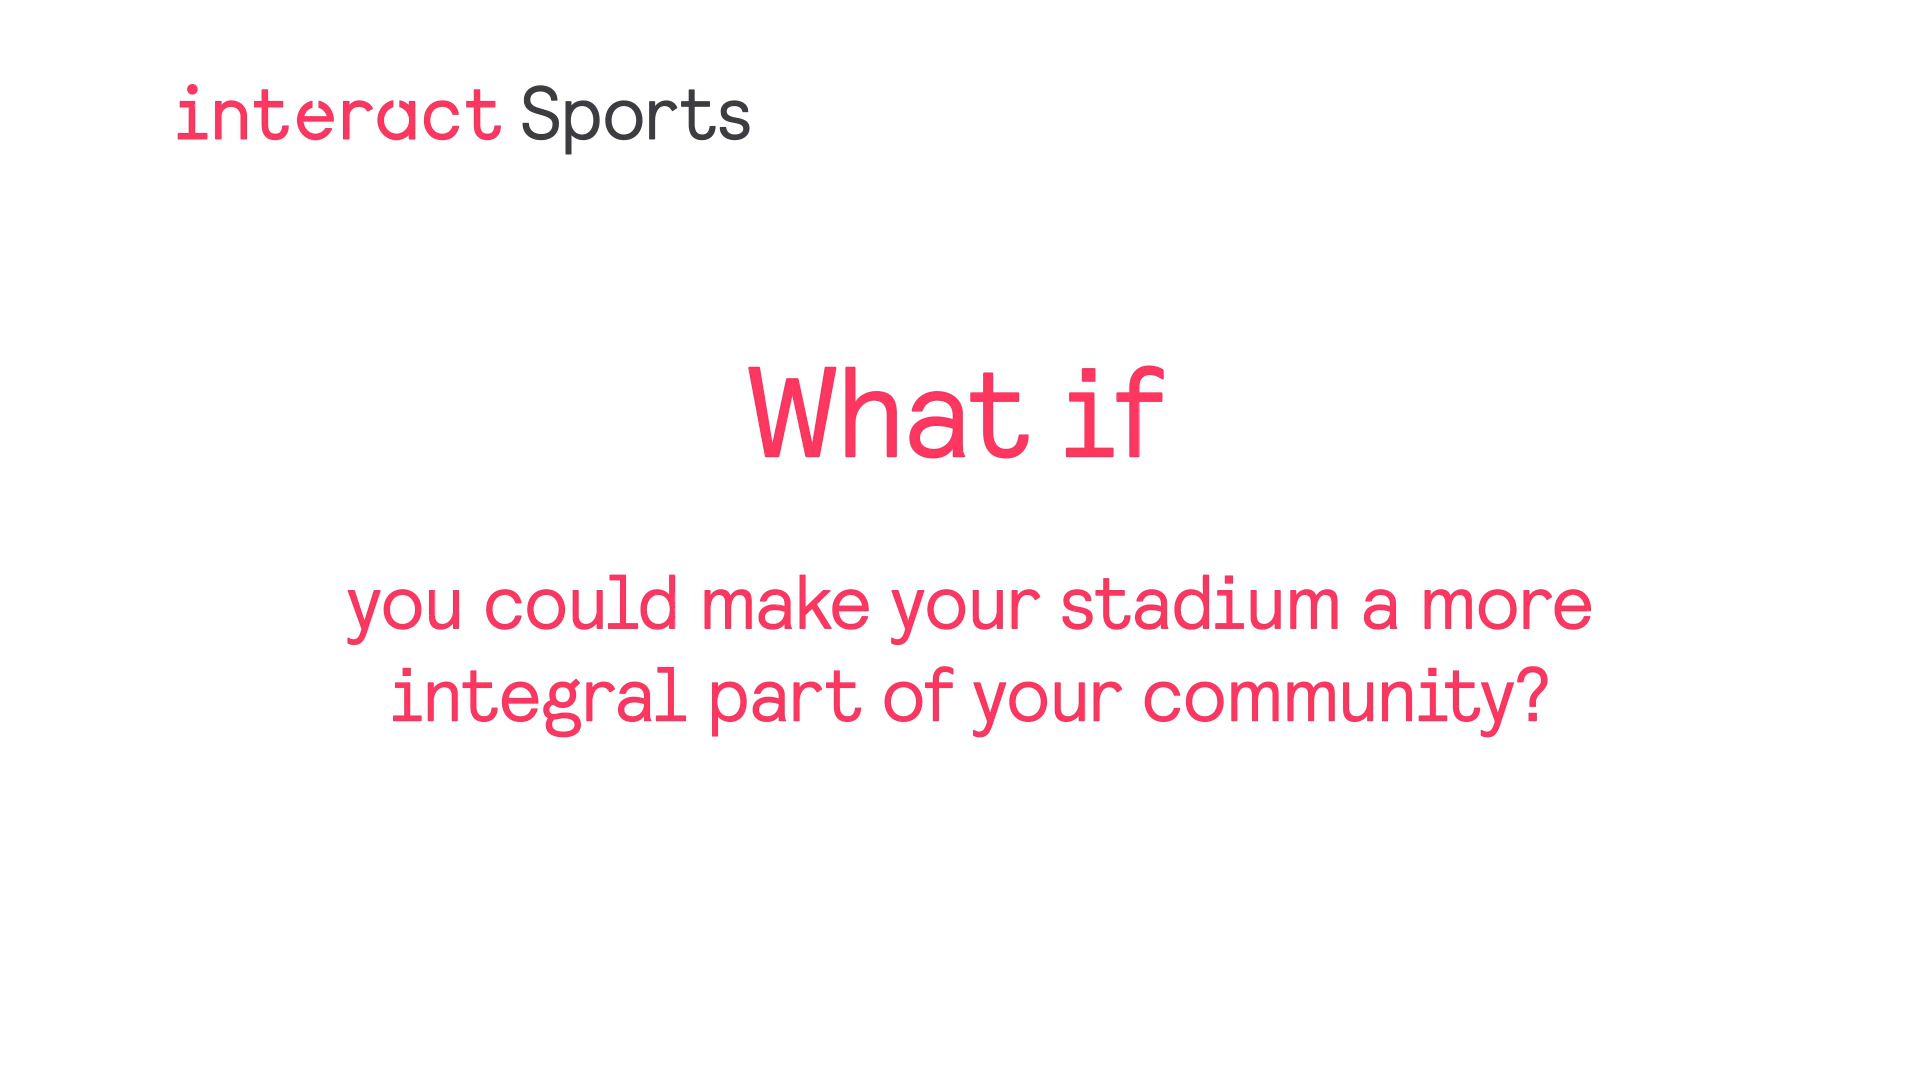 interact Sports
What if
you could make your stadium a more
integral part of your community?